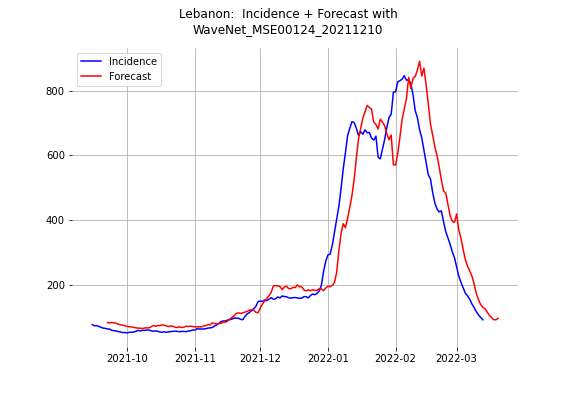 Lebanon:  Incidence + Forecast with
WaveNet_MSE00124_20211210
Incidence
Forecast
800
600
400
200
2021-10
2021-11
2021-12
2022-01
2022-02
2022-03